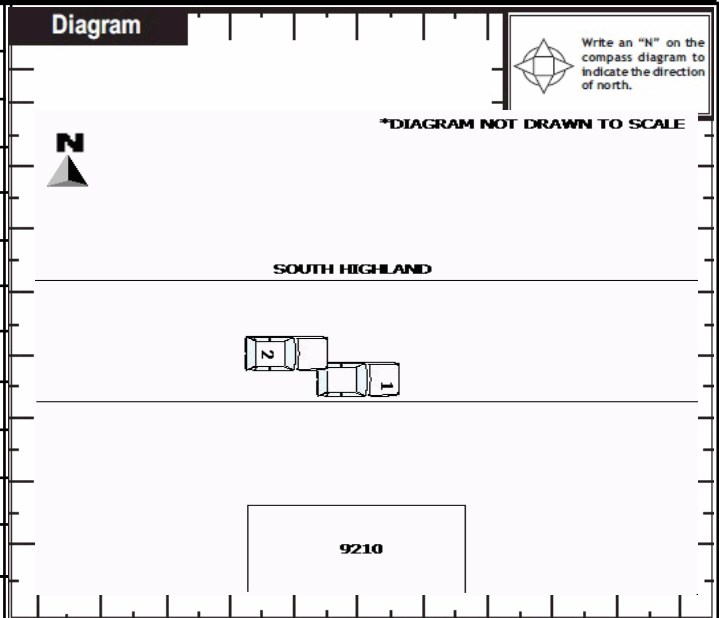 Diagram
Write an “N” on the
compass diagram to
indicate the direction
of north.
*DIAGRAM NOT DRAWN TO SCALE
N
SOUTH HIGHLAND
2
1
9210